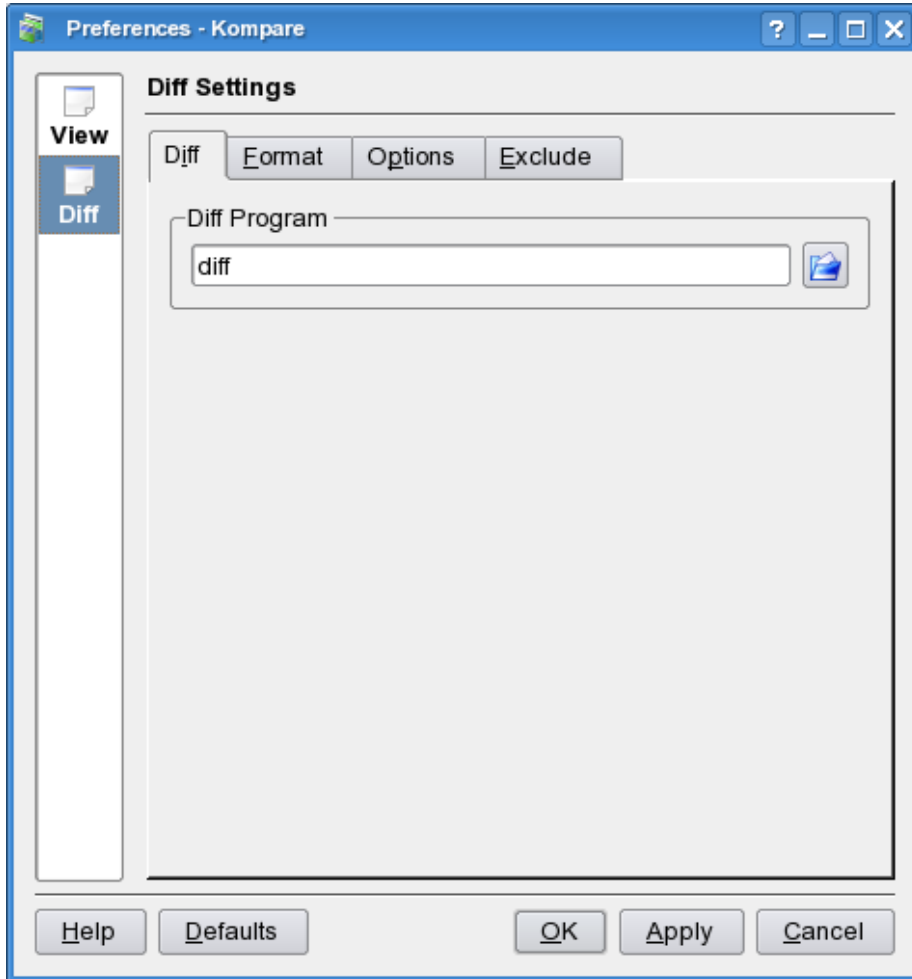 Preferences - Kompare ?
View
Diff
Diff Settings
Diff Format Options Exclude
Diff Program
diff
Help Defaults OK Apply Cancel